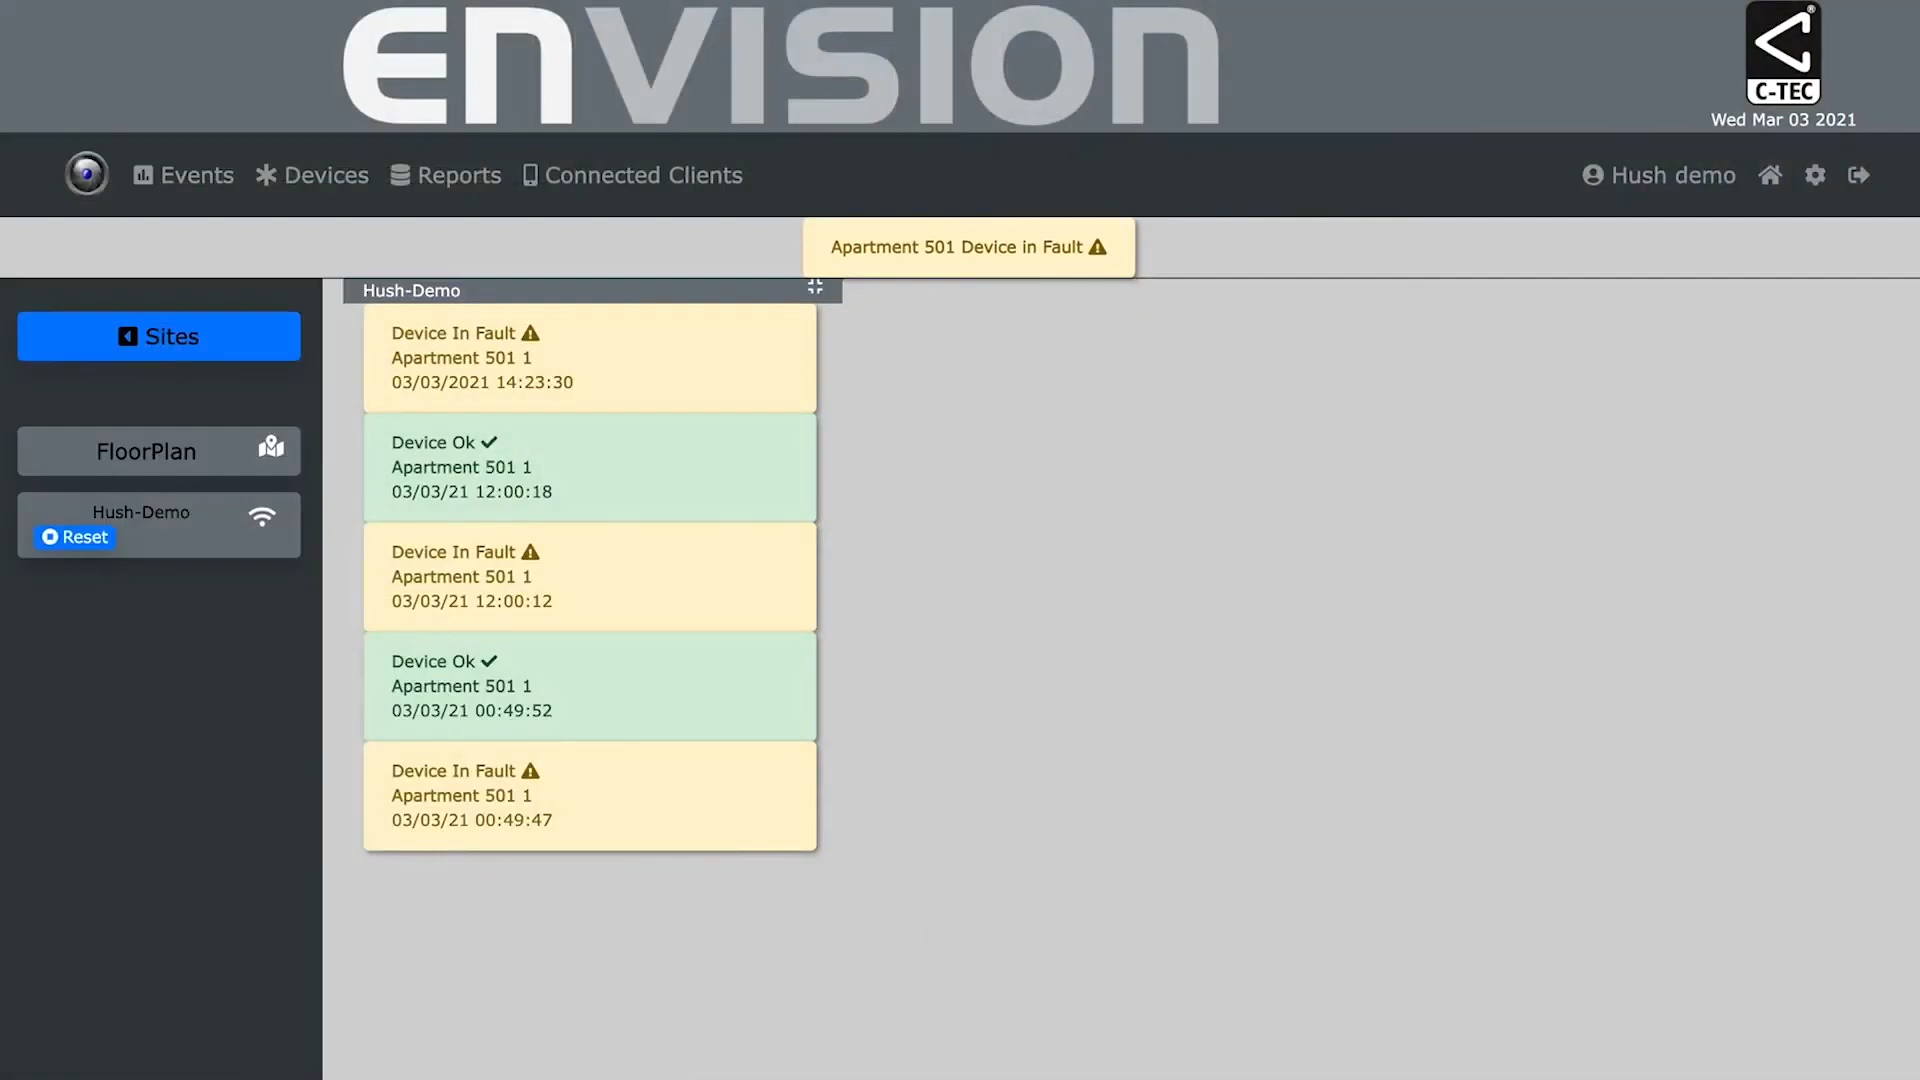 ENVISION
C-TEC
Wed Mar 03 2021
Events Devices Reports Connected Clients
Hush demo
Apartment 501 Device in Fault
Sites
FloorPlan
Hush-Demo
Reset
Hush-Demo
Device In Fault
Apartment 501 1
03/03/2021 14:23:30
Device Ok
Apartment 501 1
03/03/21 12:00:18
Device In Fault
Apartment 501 1
03/03/21 12:00:12
Device Ok
Apartment 501 1
03/03/21 00:49:52
Device In Fault
Apartment 501 1
03/03/21 00:49:47